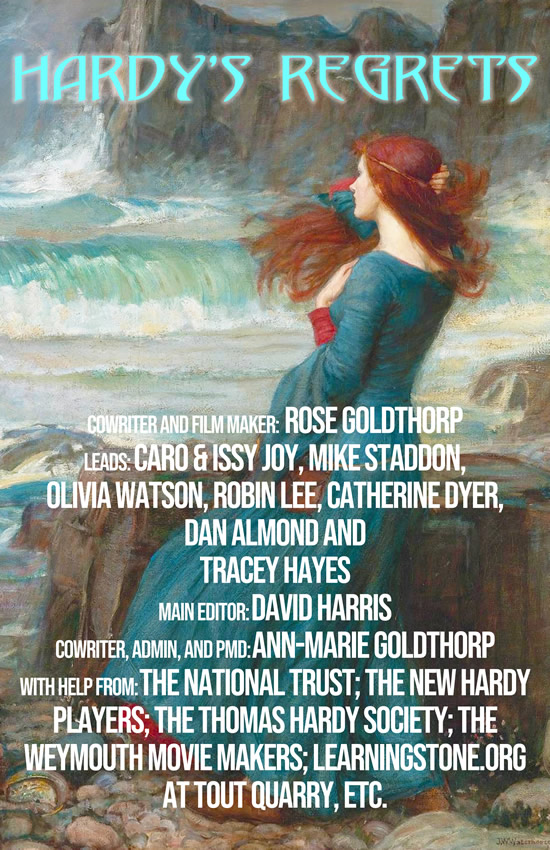 HARDY'S REGRETS
COWRITER AND FILM MAKER: ROSE GOLDTHORP
LEADS: CARO & ISSY JOY, MIKE STADDON,
OLIVIA WATSON, ROBIN LEE, CATHERINE DYER,
DAN ALMOND AND
TRACEY HAYES
MAIN EDITOR: DAVID HARRIS
COWRITER, ADMIN, AND PMD: ANN-MARIE GOLDTHORP
WITH HELP FROM: THE NATIONAL TRUST; THE NEW HARDY
PLAYERS; THE THOMAS HARDY SOCIETY; THE
WEYMOUTH MOVIE MAKERS; LEARNINGSTONE.ORG
AT TOUT QUARRY, ETC.